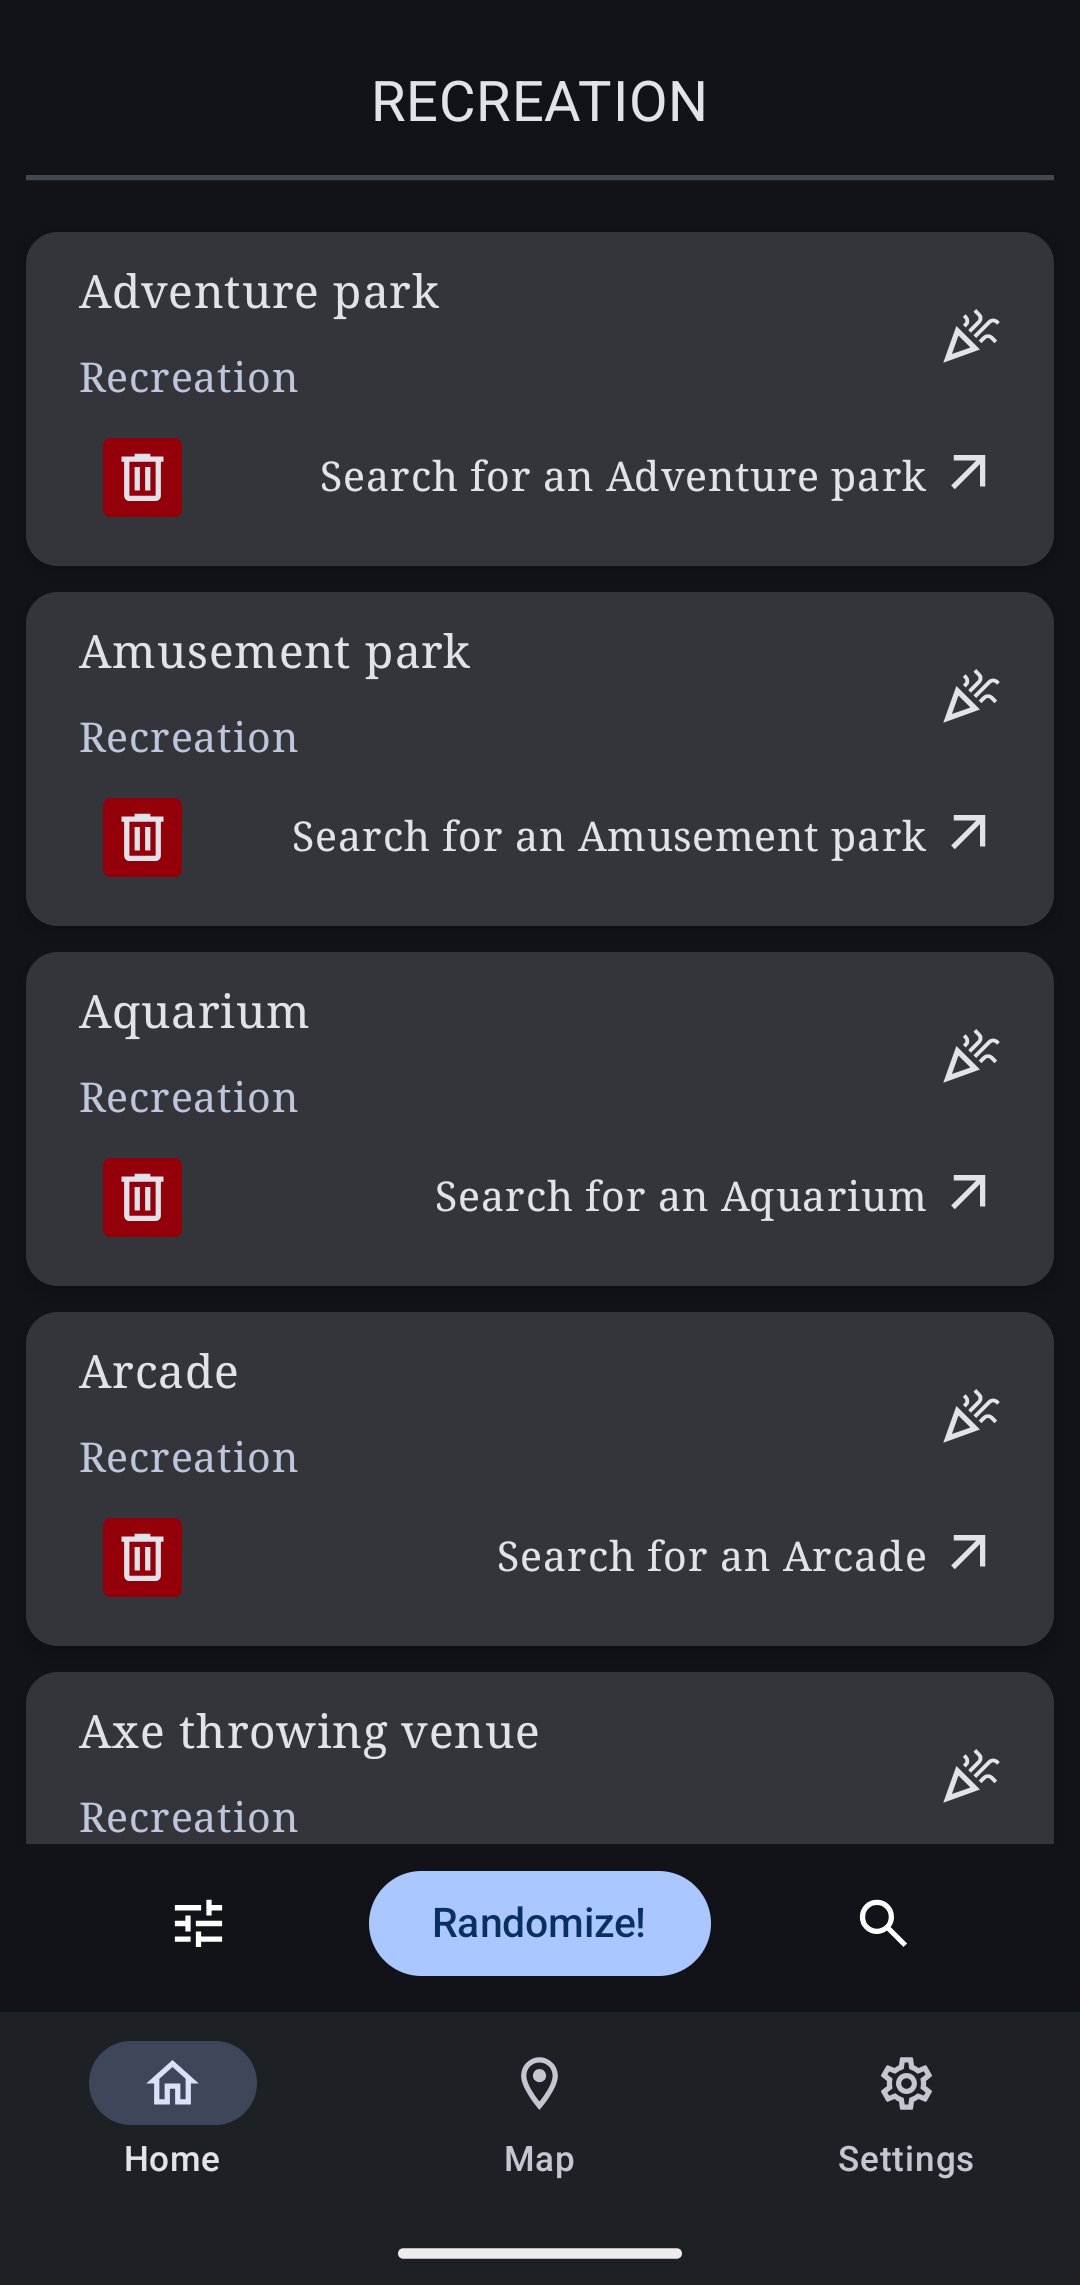 RECREATION
Adventure park
Recreation
Search for an Adventure park
Amusement park
Recreation
Search for an Amusement park
Aquarium
Recreation
Search for an Aquarium
Arcade
Recreation
Search for an Arcade
Axe throwing venue
Recreation
Randomize!
Home
Map
Settings